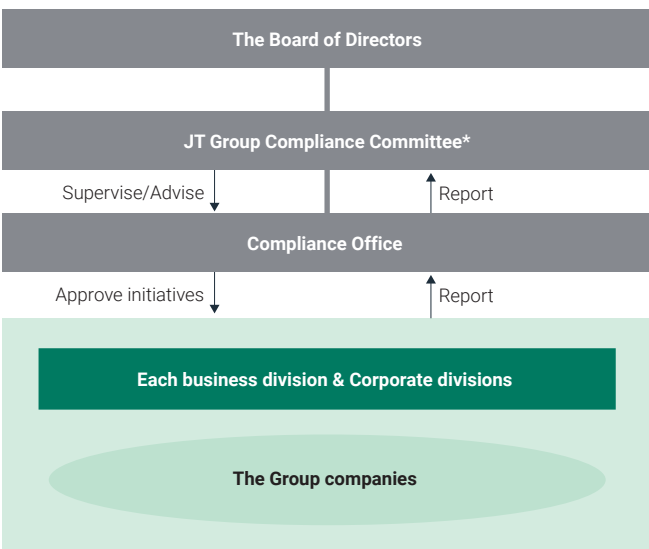 The Board of Directors
JT Group Compliance Committee*
Supervise/Advise
Report
Compliance Office
Approve initiatives
Report
Each business division & Corporate divisions
The Group companies